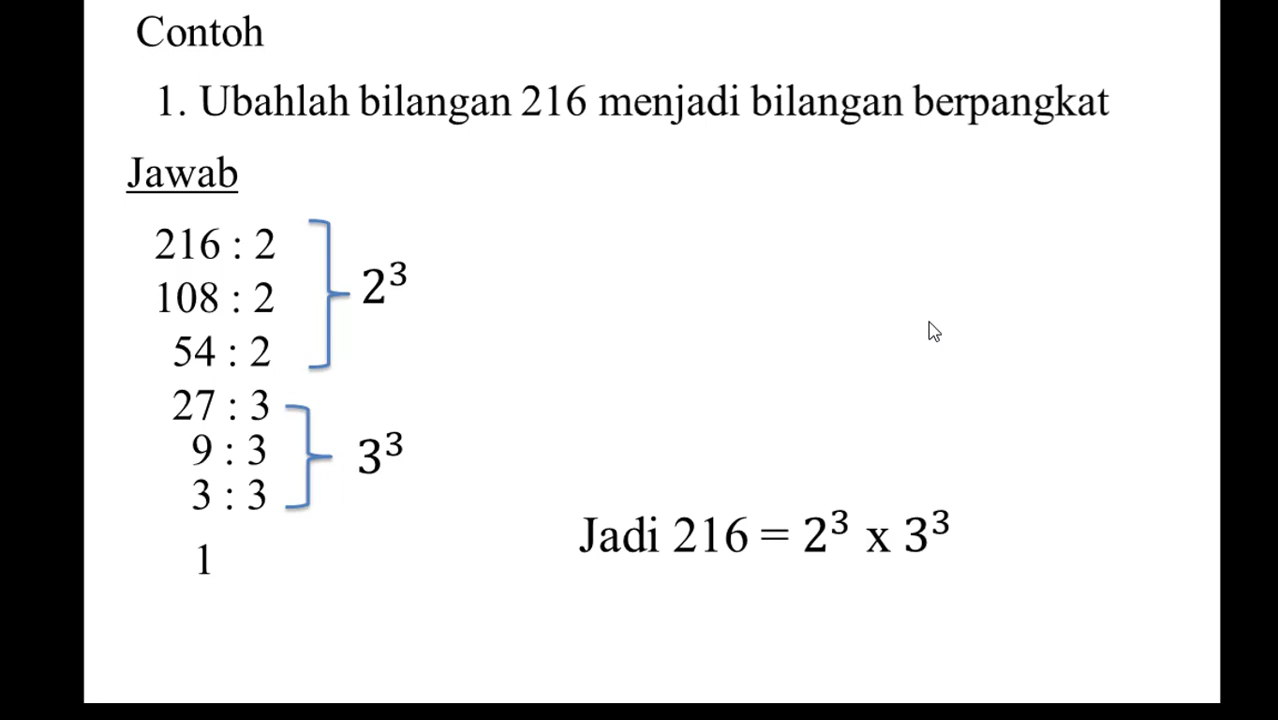 Contoh
1. Ubahlah bilangan 216 menjadi bilangan berpangkat
Jawab
216 : 2
108 : 2
54 : 2
2³
27 : 3
9 : 3
3 : 3
3³
1
Jadi 216 = 2³ x 3³